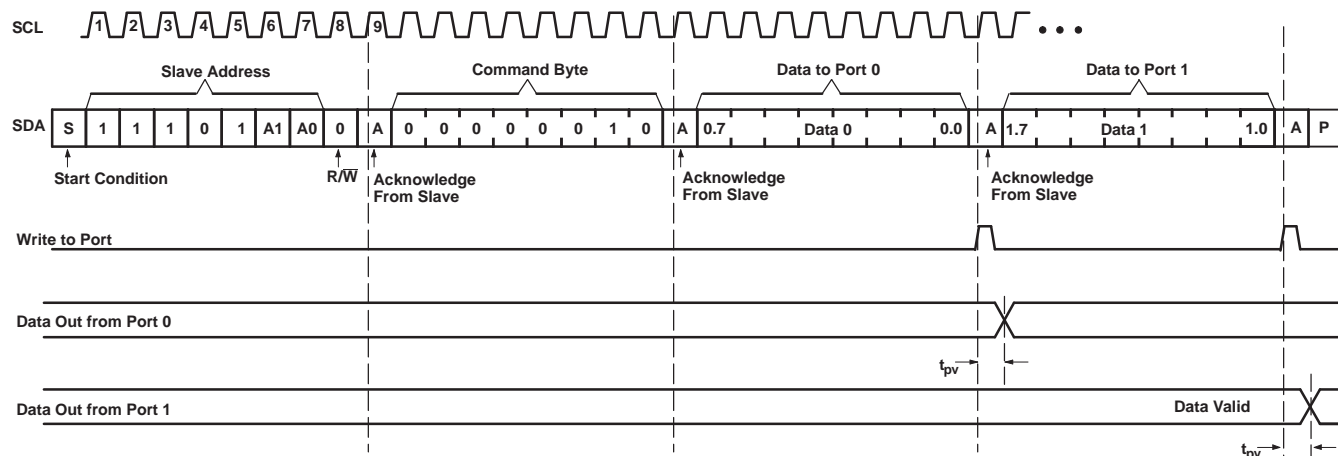 SCL 1 2 3 4 5 6 7 8 9 • • •
Slave Address Command Byte Data to Port 0 Data to Port 1
SDA S 1 1 1 0 1 A1 A0 0 A 0 0 0 0 0 0 1 0 A 0.7 Data 0 0.0 A 1.7 Data 1 1.0 A P
Start Condition
R/W̅
Acknowledge
From Slave
Acknowledge
From Slave
Acknowledge
From Slave
Write to Port
Data Out from Port 0
tpv
Data Out from Port 1
Data Valid
tpv